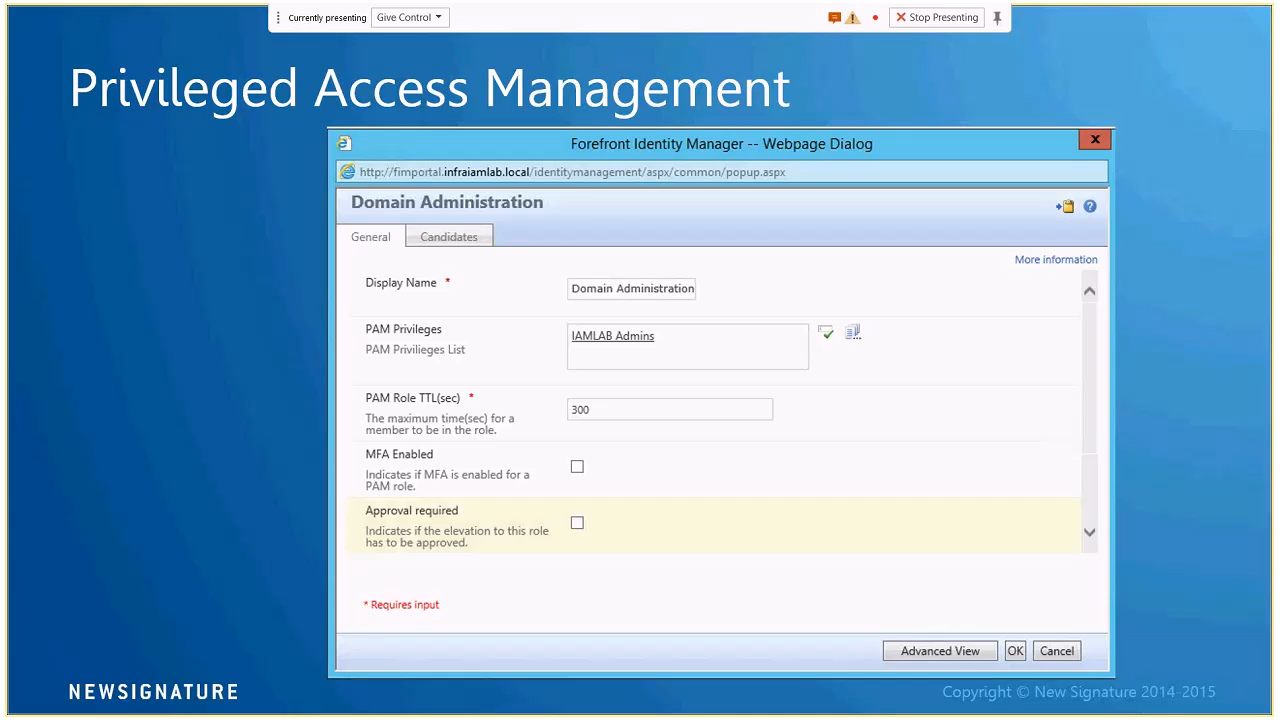 Currently presenting Give Control Stop Presenting
Privileged Access Management
Forefront Identity Manager -- Webpage Dialog
http://fimportal.infraiamlab.local/identitymanagement/aspx/common/popup.aspx
Domain Administration
General Candidates
More information
Display Name * Domain Administration
PAM Privileges IAMLAB Admins
PAM Privilieges List
PAM Role TTL(sec) * 300
The maximum time(sec) for a
member to be in the role.
MFA Enabled
Indicates if MFA is enabled for a
PAM role.
Approval required
Indicates if the elevation to this role
has to be approved.
* Requires input
Advanced View OK Cancel
NEWSIGNATURE
Copyright © New Signature 2014-2015